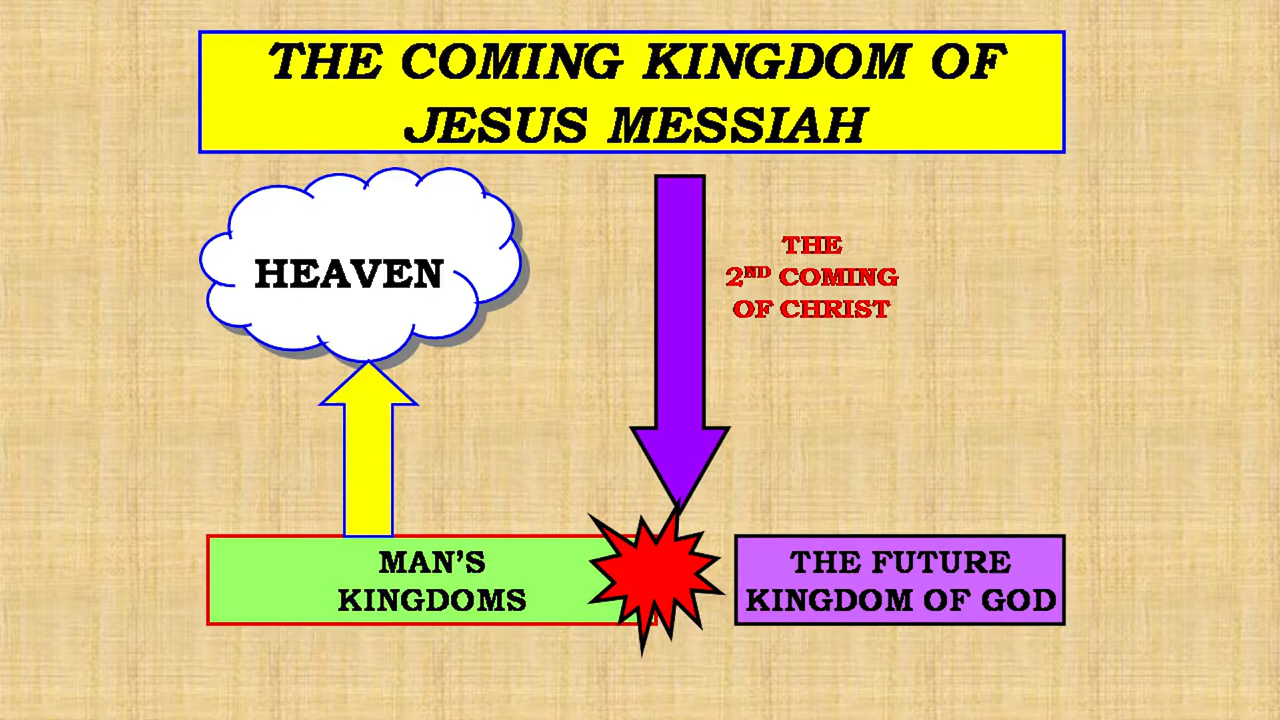 THE COMING KINGDOM OF
JESUS MESSIAH
HEAVEN
THE
2ND COMING
OF CHRIST
MAN'S
KINGDOMS
THE FUTURE
KINGDOM OF GOD